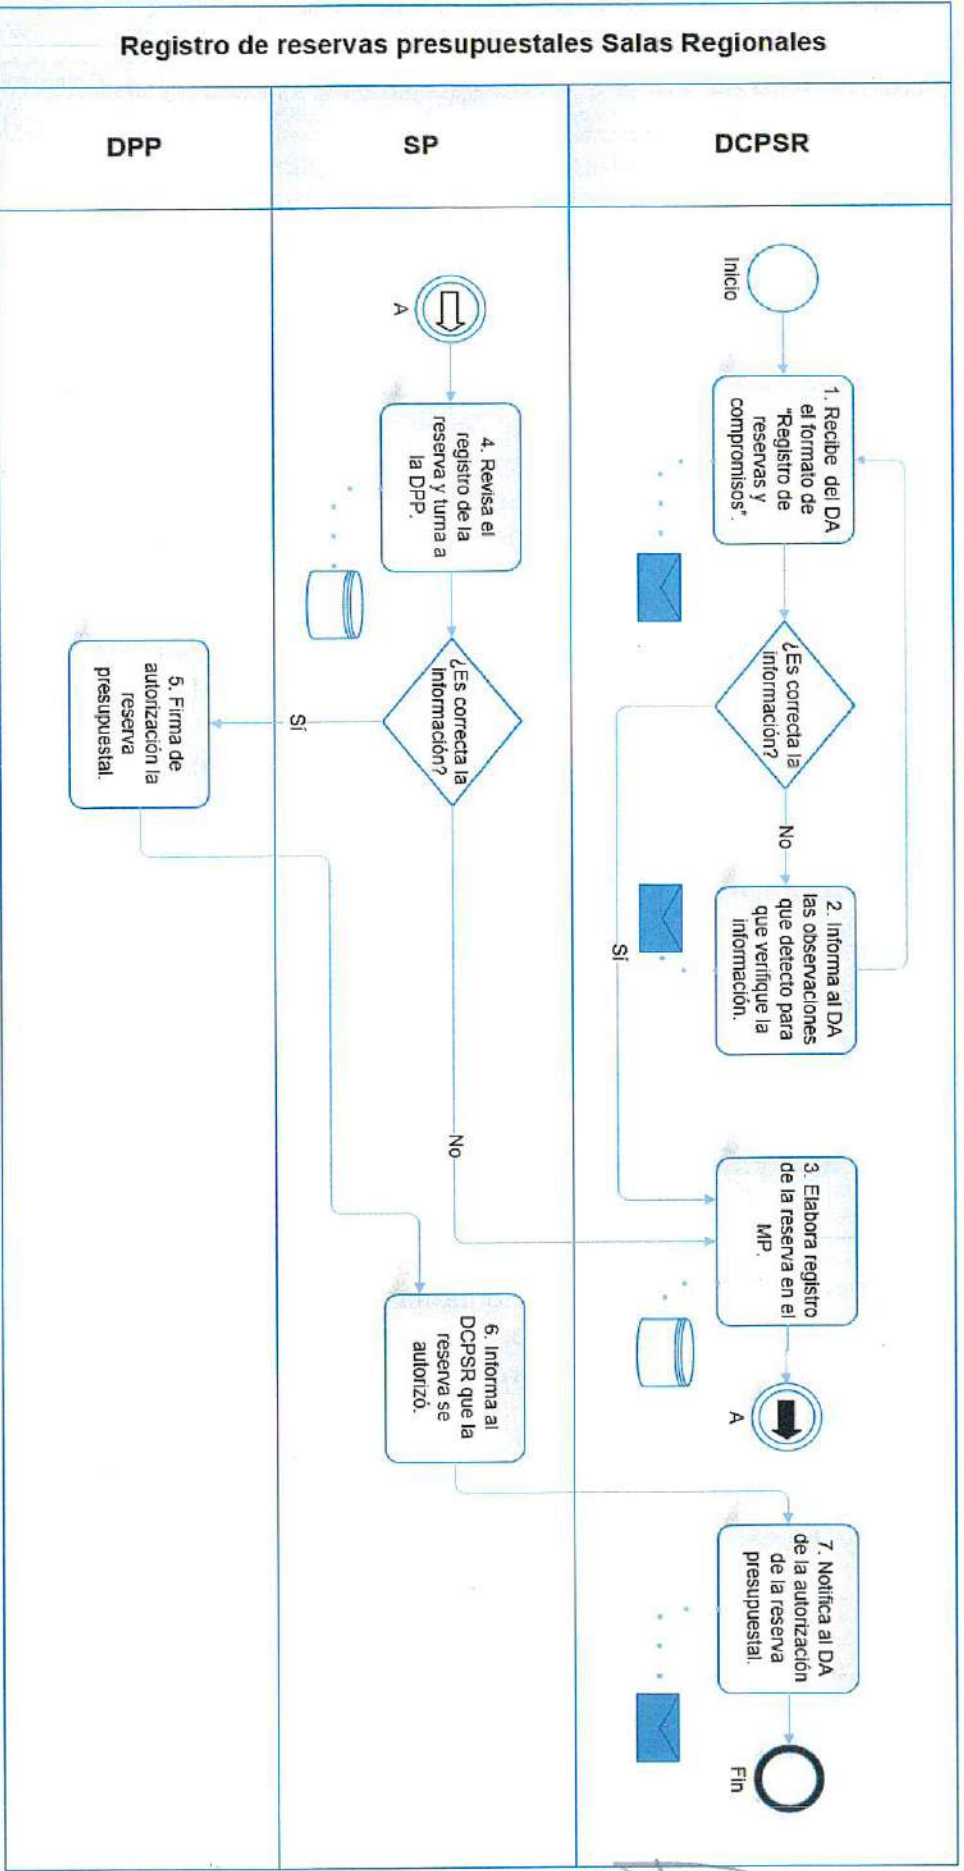 Registro de reservas presupuestales Salas Regionales
DCPSR
Inicio
1. Recibe del DA
el formato de
"Registro de
reservas y
compromisos".
¿Es correcta la
información?
No
Sí
2. Informa al DA
las observaciones
que detecto para
que verifique la
información.
3. Elabora registro
de la reserva en el
MP.
A
7. Notifica al DA
de la autorización
de la reserva
presupuestal.
Fin
SP
A
4. Revisa el
registro de la
reserva y turna a
la DPP.
¿Es correcta la
información?
No
Sí
6. Informa al
DCPSR que la
reserva se
autorizó.
DPP
5. Firma de
autorización la
reserva
presupuestal.